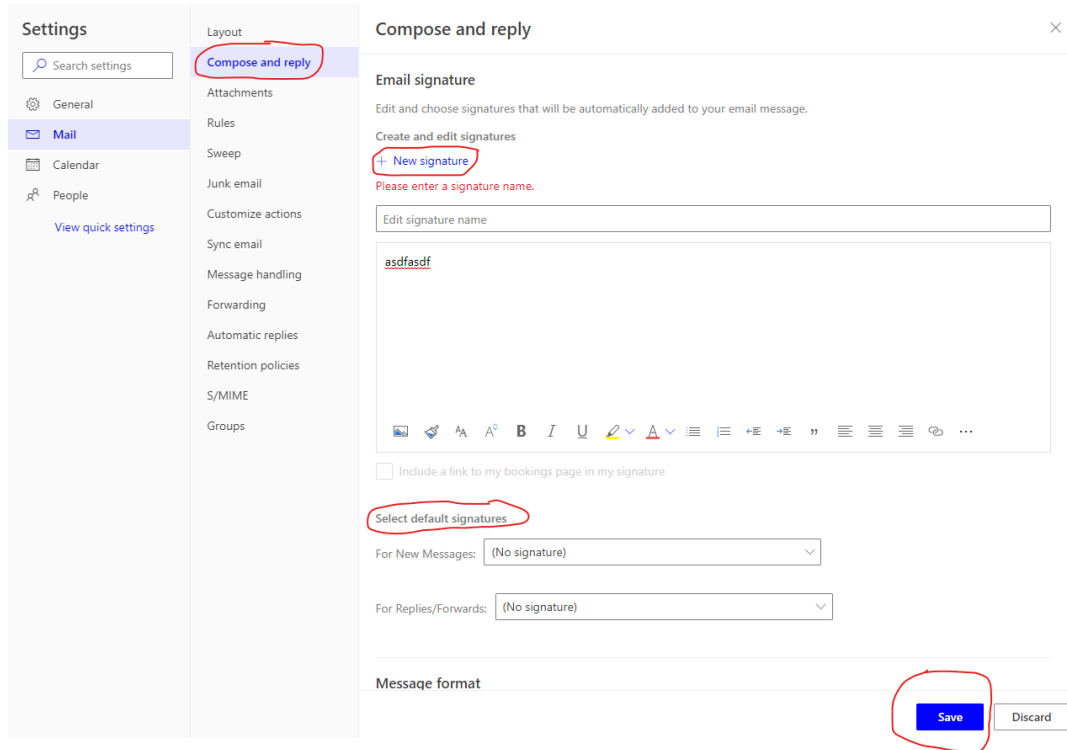 Settings
Search settings
General
Mail
Calendar
People
View quick settings
Layout
Compose and reply
Attachments
Rules
Sweep
Junk email
Customize actions
Sync email
Message handling
Forwarding
Automatic replies
Retention policies
S/MIME
Groups
Compose and reply
Email signature
Edit and choose signatures that will be automatically added to your email message.
Create and edit signatures
+ New signature
Please enter a signature name.
Edit signature name
asdfasdf
Include a link to my bookings page in my signature
Select default signatures
For New Messages: (No signature)
For Replies/Forwards: (No signature)
Message format
Save Discard